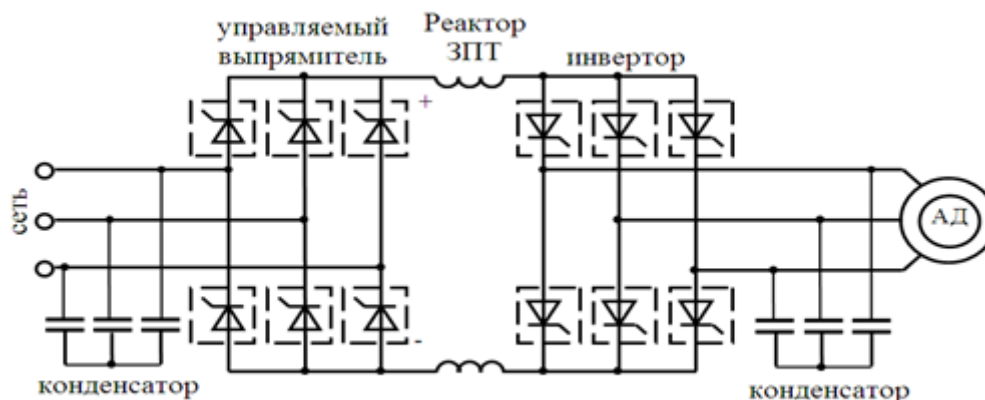 управляемый
выпрямитель
Реактор
ЗПТ
инвертор
+
сеть
АД
-
конденсатор
конденсатор